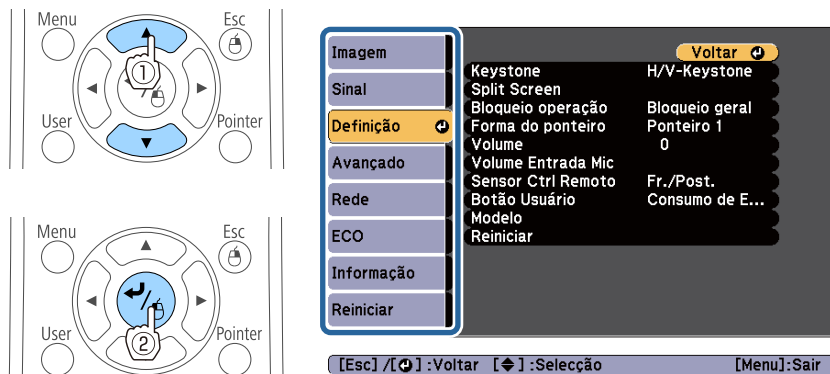 Menu
Esc
1
User
Pointer
Menu
Esc
2
User
Pointer
Imagem
Sinal
Definição
Avançado
Rede
ECO
Informação
Reiniciar
Voltar
Keystone H/V-Keystone
Split Screen
Bloqueio operação Bloqueio geral
Forma do ponteiro Ponteiro 1
Volume 0
Volume Entrada Mic
Sensor Ctrl Remoto Fr./Post.
Botão Usuário Consumo de E...
Modelo
Reiniciar
[Esc] /[ ] :Voltar [ ] :Selecção [Menu]:Sair